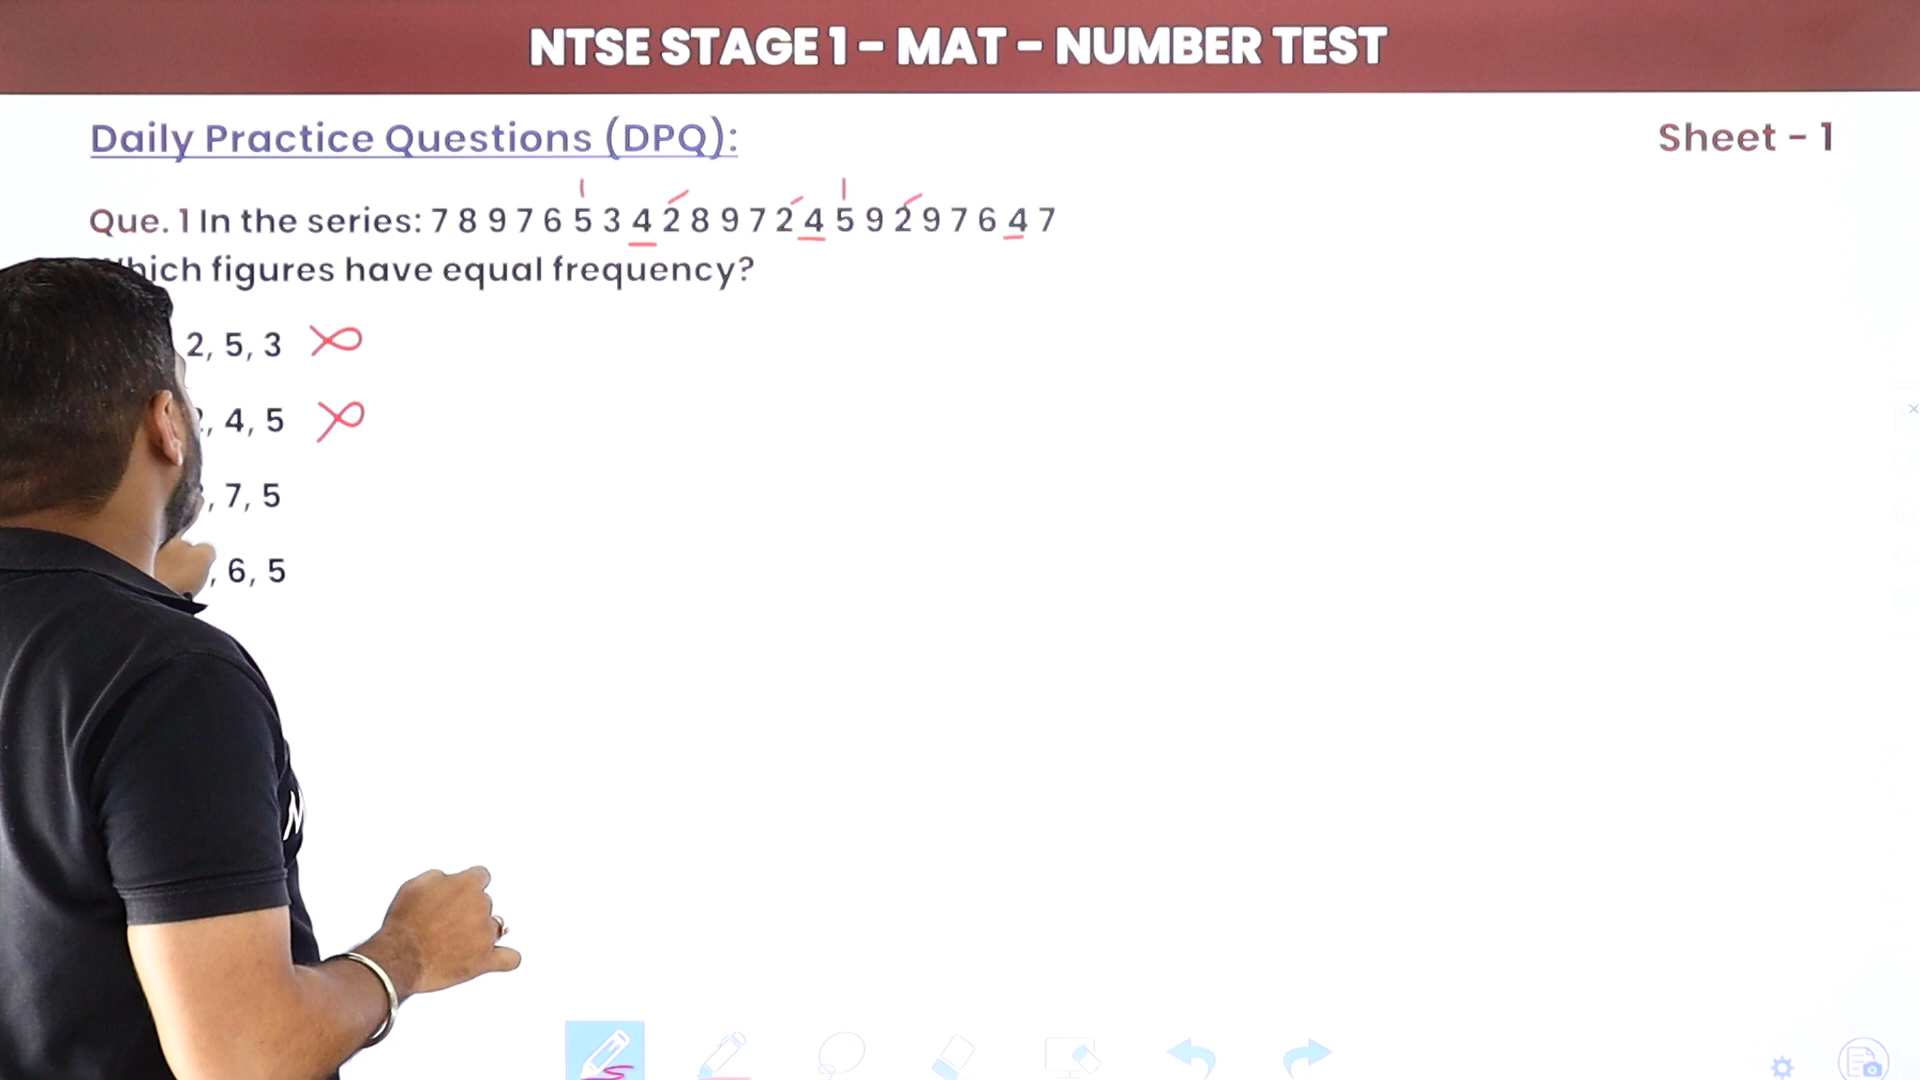 NTSE STAGE 1 - MAT - NUMBER TEST
Daily Practice Questions (DPQ):
Sheet - 1
Que. 1 In the series: 7 8 9 7 6 5 3 4 2 8 9 7 2 4 5 9 2 9 7 6 4 7
figures have equal frequency?
2, 5, 3
, 4, 5
, 7, 5
, 6, 5